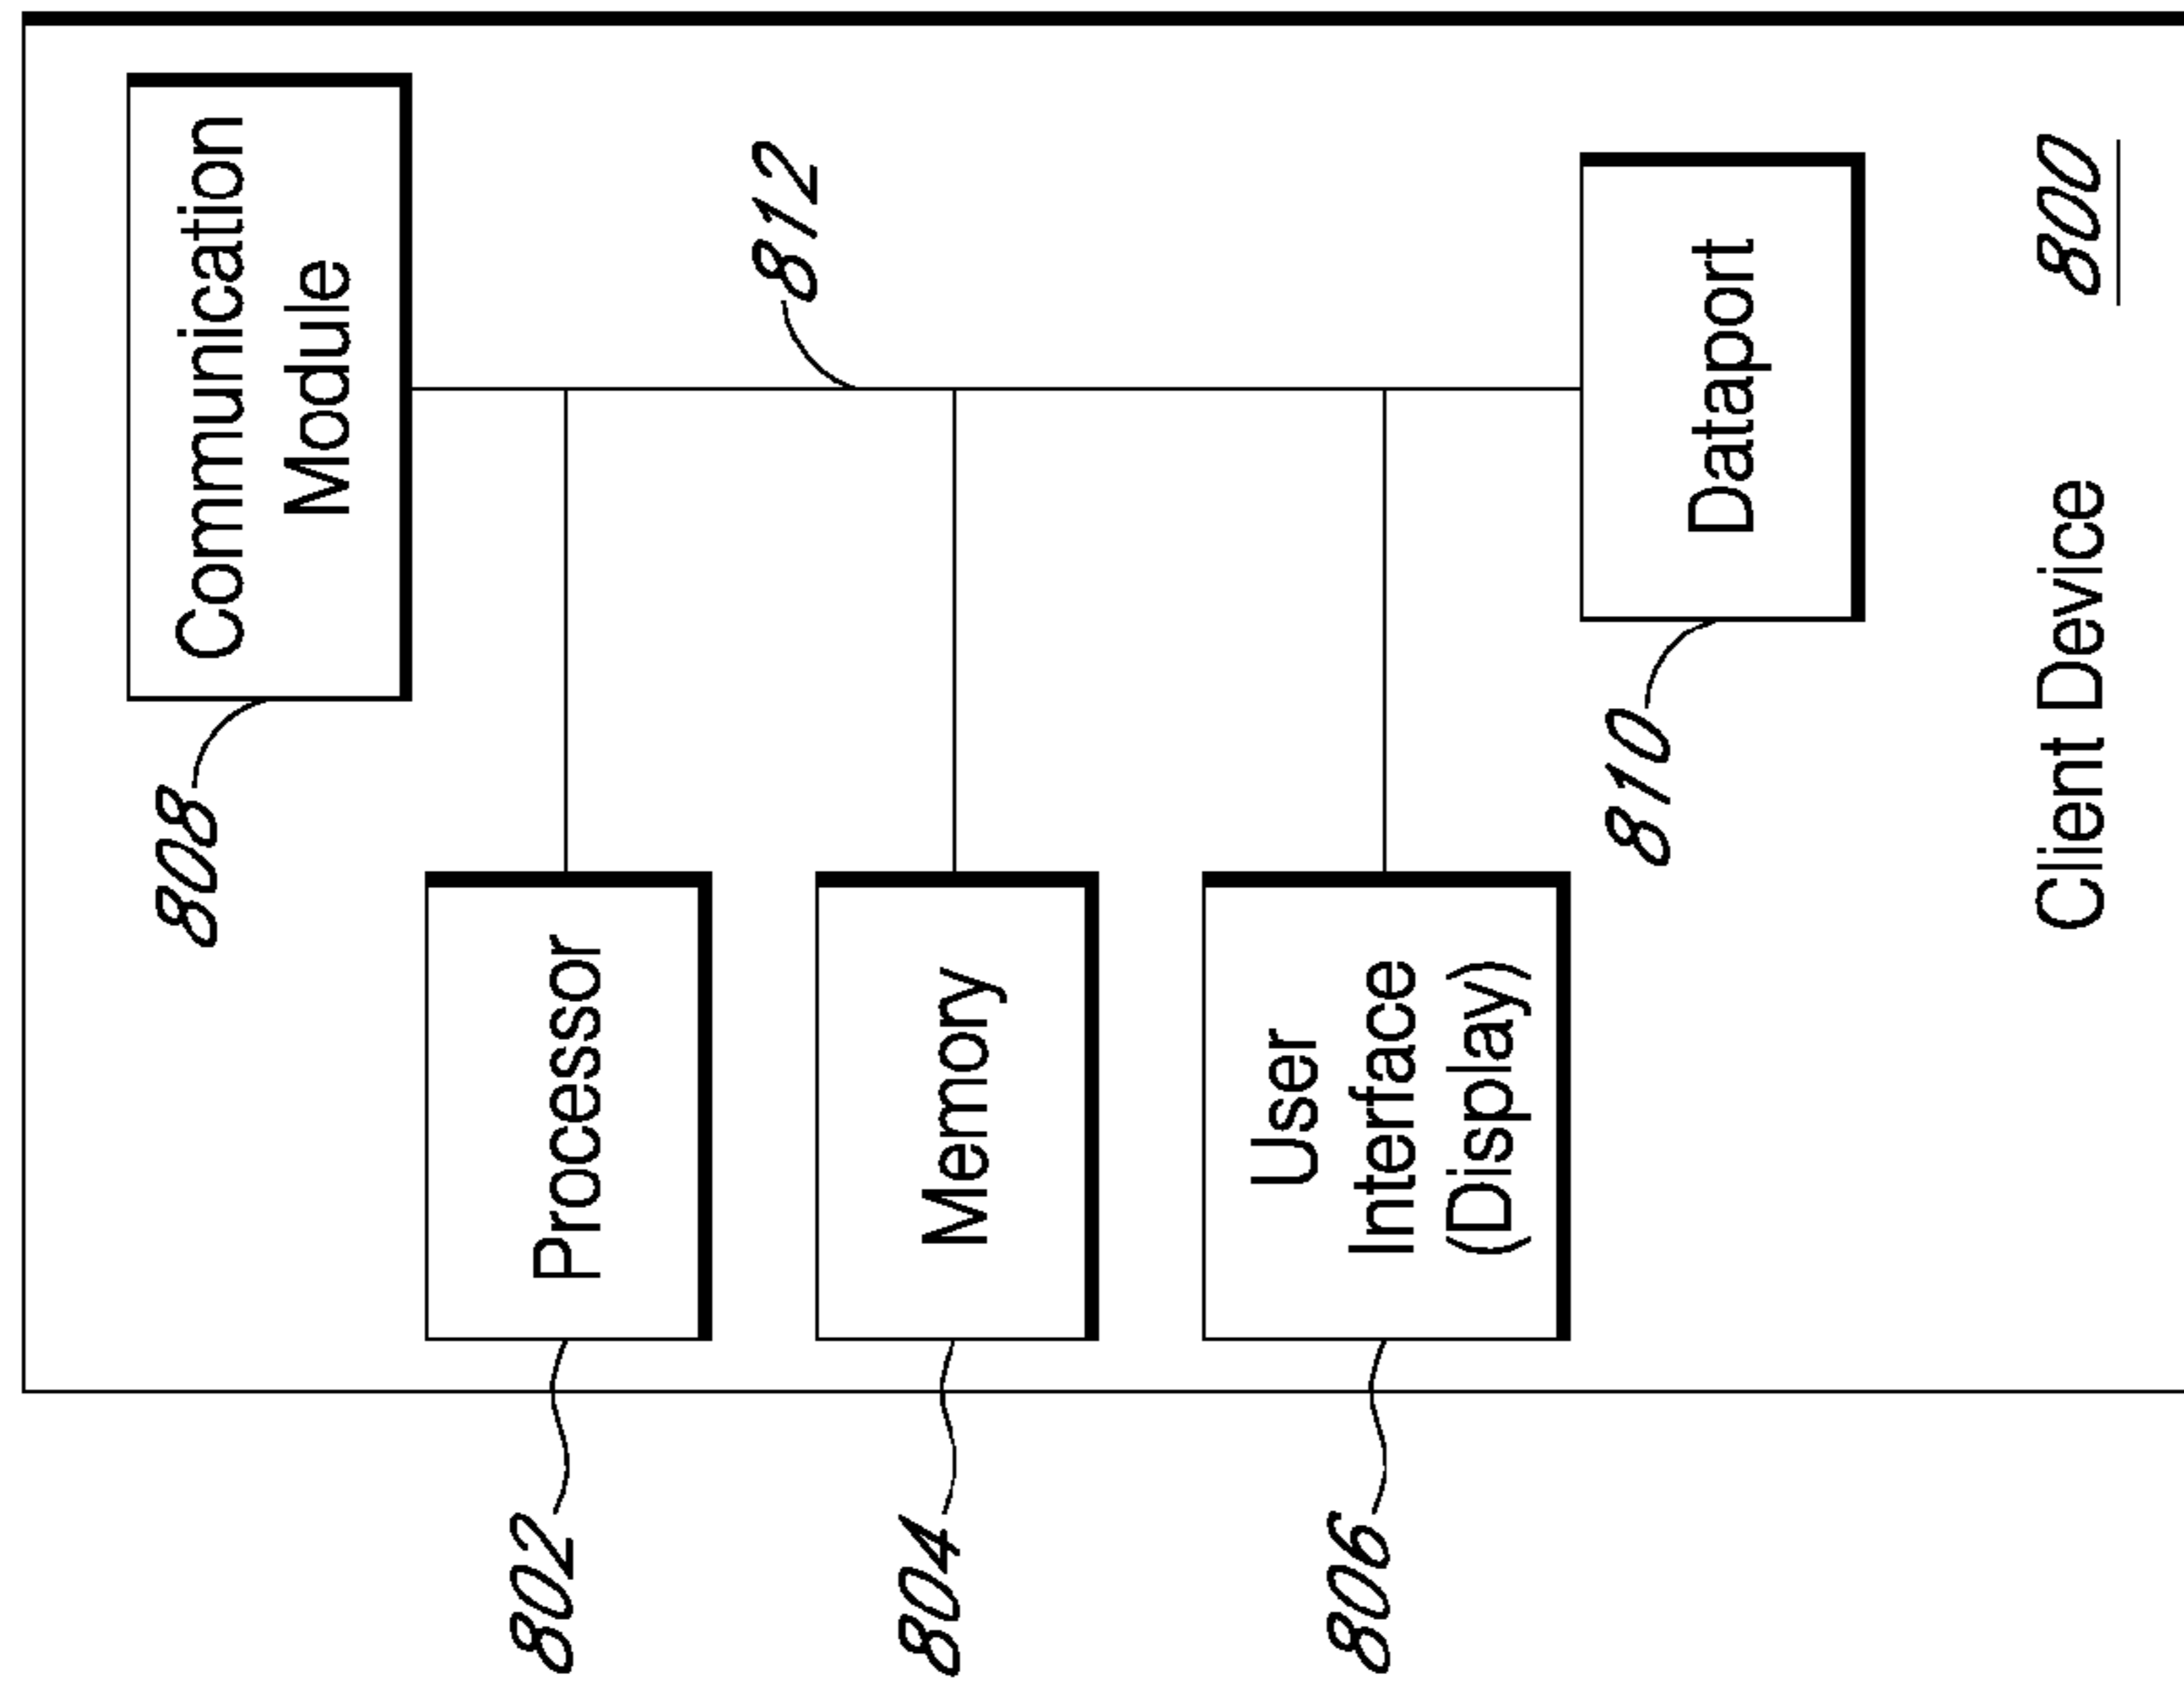 808
Communication
Module
802
Processor
812
804
Memory
806
User
Interface
(Display)
810
Dataport
Client Device
800